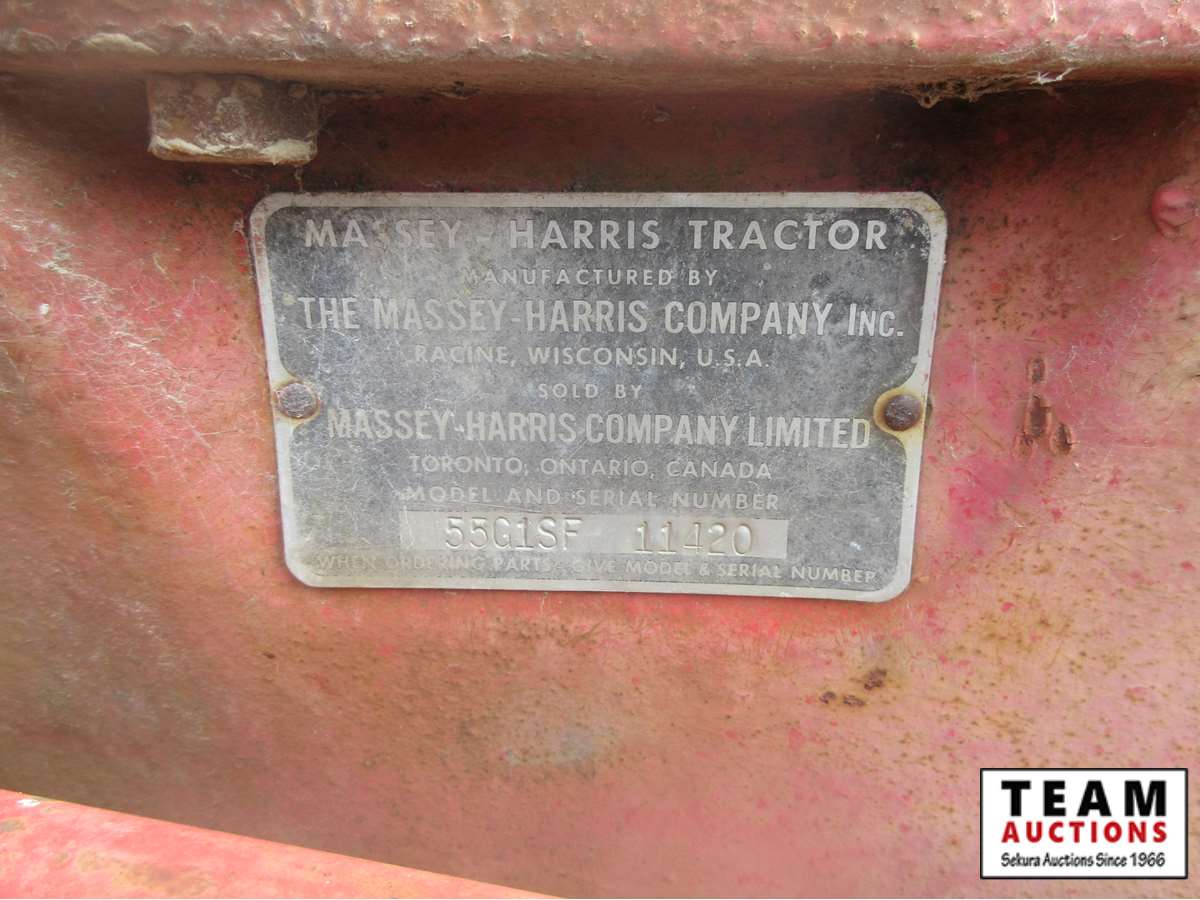 MASSEY-HARRIS TRACTOR
MANUFACTURED BY
THE MASSEY-HARRIS COMPANY INC.
RACINE, WISCONSIN, U.S.A.
SOLD BY
MASSEY-HARRIS COMPANY LIMITED
TORONTO, ONTARIO, CANADA
MODEL AND SERIAL NUMBER
55G1SF 11420
WHEN ORDERING PARTS, GIVE MODEL & SERIAL NUMBER
TEAM
AUCTIONS
Sekura Auctions Since 1966